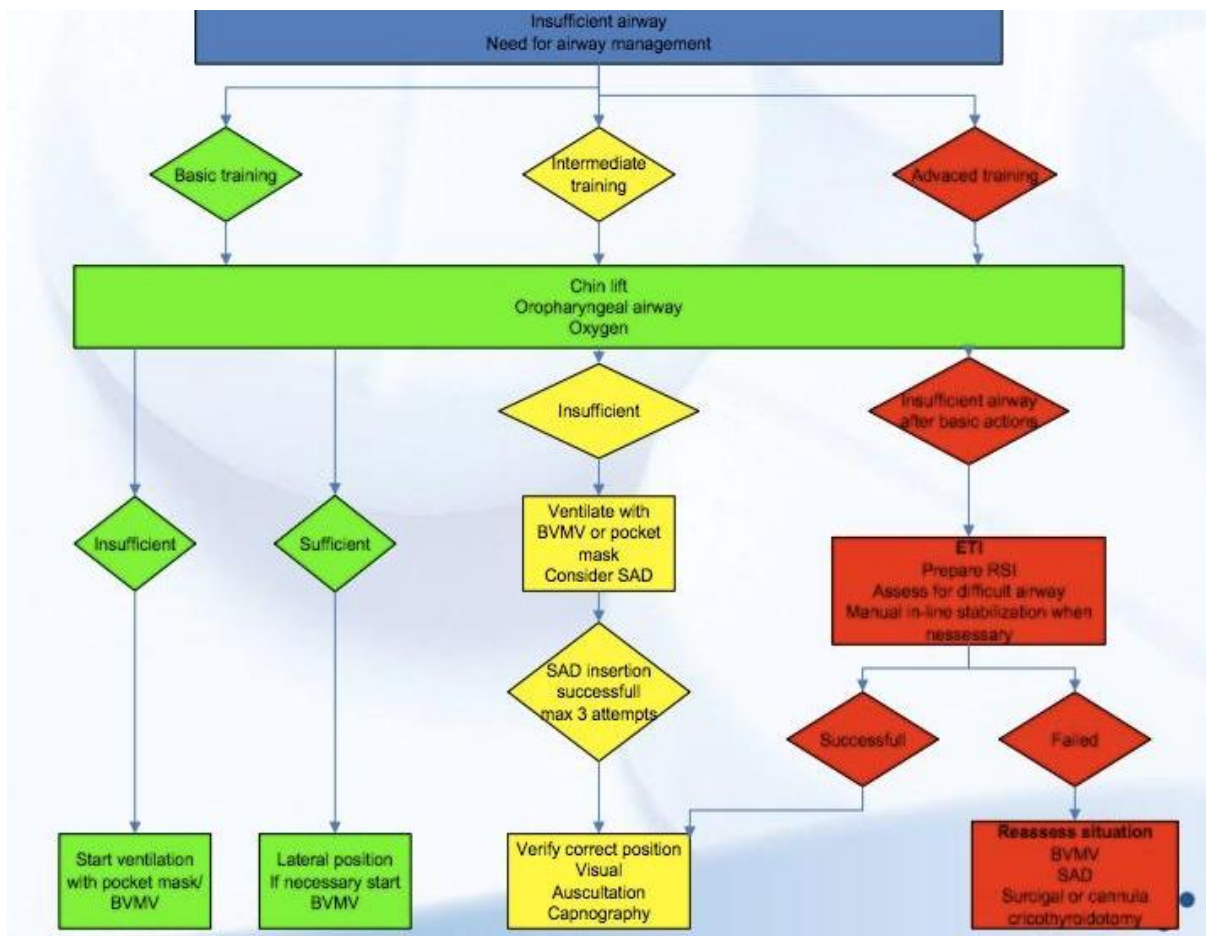 Insufficient airway
Need for airway management
Basic training
Intermediate
training
Advaced training
Chin lift
Oropharyngeal airway
Oxygen
Insufficient
Insufficient airway
after basic actions
Insufficient
Sufficient
Ventilate with
BVMV or pocket
mask
Consider SAD
ETI
Prepare RSI
Assess for difficult airway
Manual in-line stabilization when
nessessary
SAD insertion
successfull
max 3 attempts
Successfull
Failed
Start ventilation
with pocket mask/
BVMV
Lateral position
If necessary start
BVMV
Verify correct position
Visual
Auscultation
Capnography
Reassess situation
BVMV
SAD
Surcigal or cannula
cricothyroidotomy